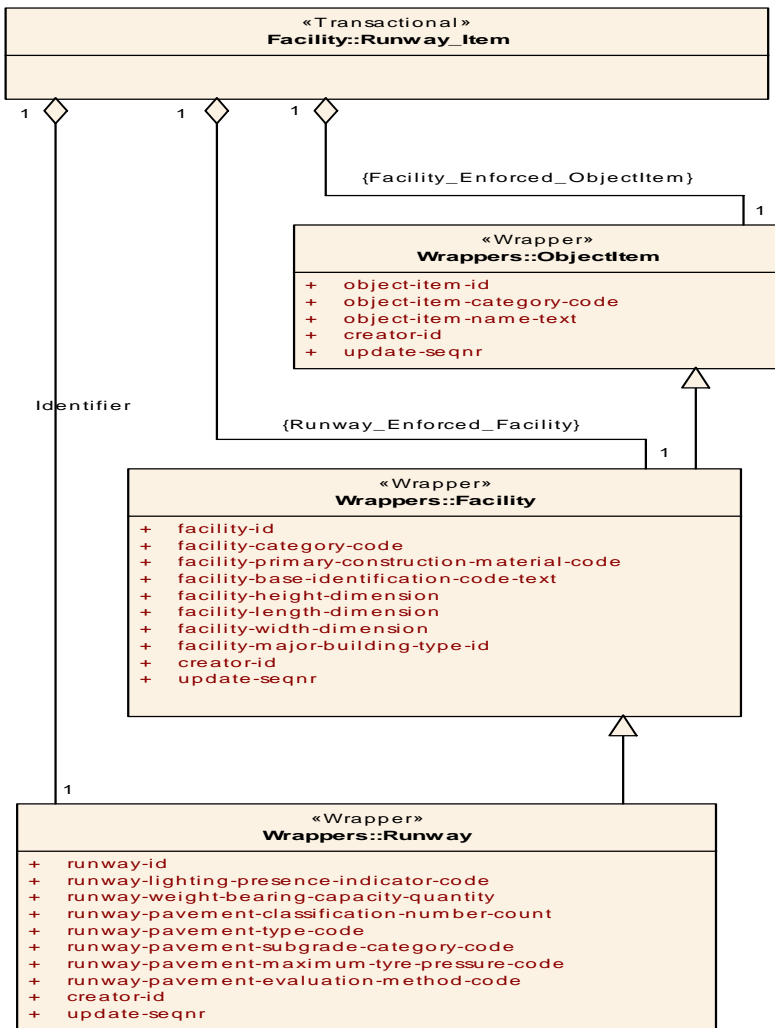 «Transactional»
Facility::Runway_Item
1
1
1
{Facility_Enforced_ObjectItem}
1
«Wrapper»
Wrappers::ObjectItem
+ object-item-id
+ object-item-category-code
+ object-item-name-text
+ creator-id
+ update-seqnr
Identifier
{Runway_Enforced_Facility}
1
«Wrapper»
Wrappers::Facility
+ facility-id
+ facility-category-code
+ facility-primary-construction-material-code
+ facility-base-identification-code-text
+ facility-height-dimension
+ facility-length-dimension
+ facility-width-dimension
+ facility-major-building-type-id
+ creator-id
+ update-seqnr
1
«Wrapper»
Wrappers::Runway
+ runway-id
+ runway-lighting-presence-indicator-code
+ runway-weight-bearing-capacity-quantity
+ runway-pavement-classification-number-count
+ runway-pavement-type-code
+ runway-pavement-subgrade-category-code
+ runway-pavement-maximum-tyre-pressure-code
+ runway-pavement-evaluation-method-code
+ creator-id
+ update-seqnr